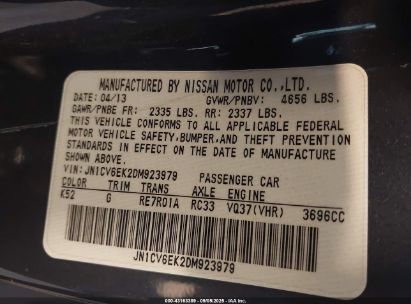 MANUFACTURED BY NISSAN MOTOR CO.,LTD.
DATE: 04/13 GVWR/PNBV: 4656 LBS.
GAWR/PNBE FR: 2335 LBS. RR: 2337 LBS.
THIS VEHICLE CONFORMS TO ALL APPLICABLE FEDERAL
MOTOR VEHICLE SAFETY,BUMPER,AND THEFT PREVENTION
STANDARDS IN EFFECT ON THE DATE OF MANUFACTURE
SHOWN ABOVE.
VIN: JN1CV6EK2DM923979 PASSENGER CAR
COLOR TRIM TRANS AXLE ENGINE
K52 G RE7R01A RC33 VQ37(VHR) 3696CC
JN1CV6EK2DM923979